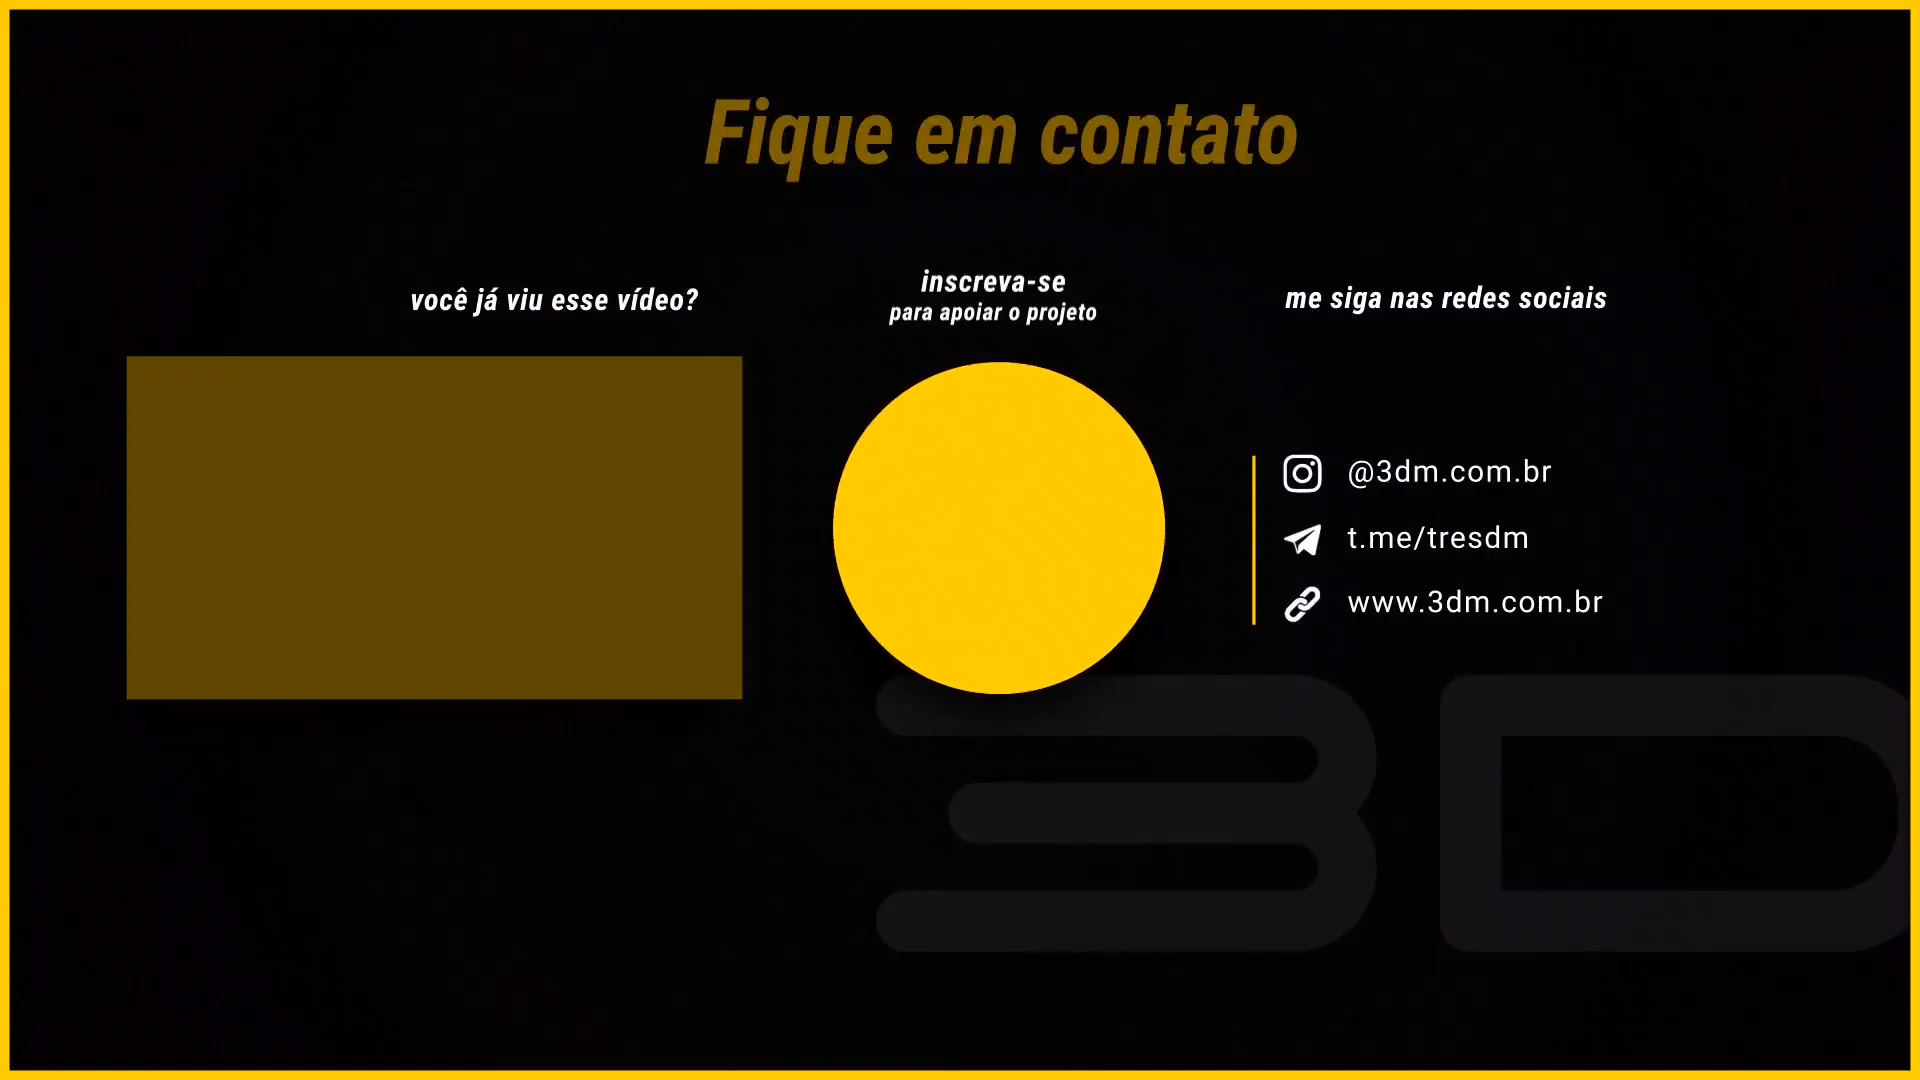 Fique em contato
você já viu esse vídeo?
inscreva-se
para apoiar o projeto
me siga nas redes sociais
@3dm.com.br
t.me/tresdm
www.3dm.com.br
3D